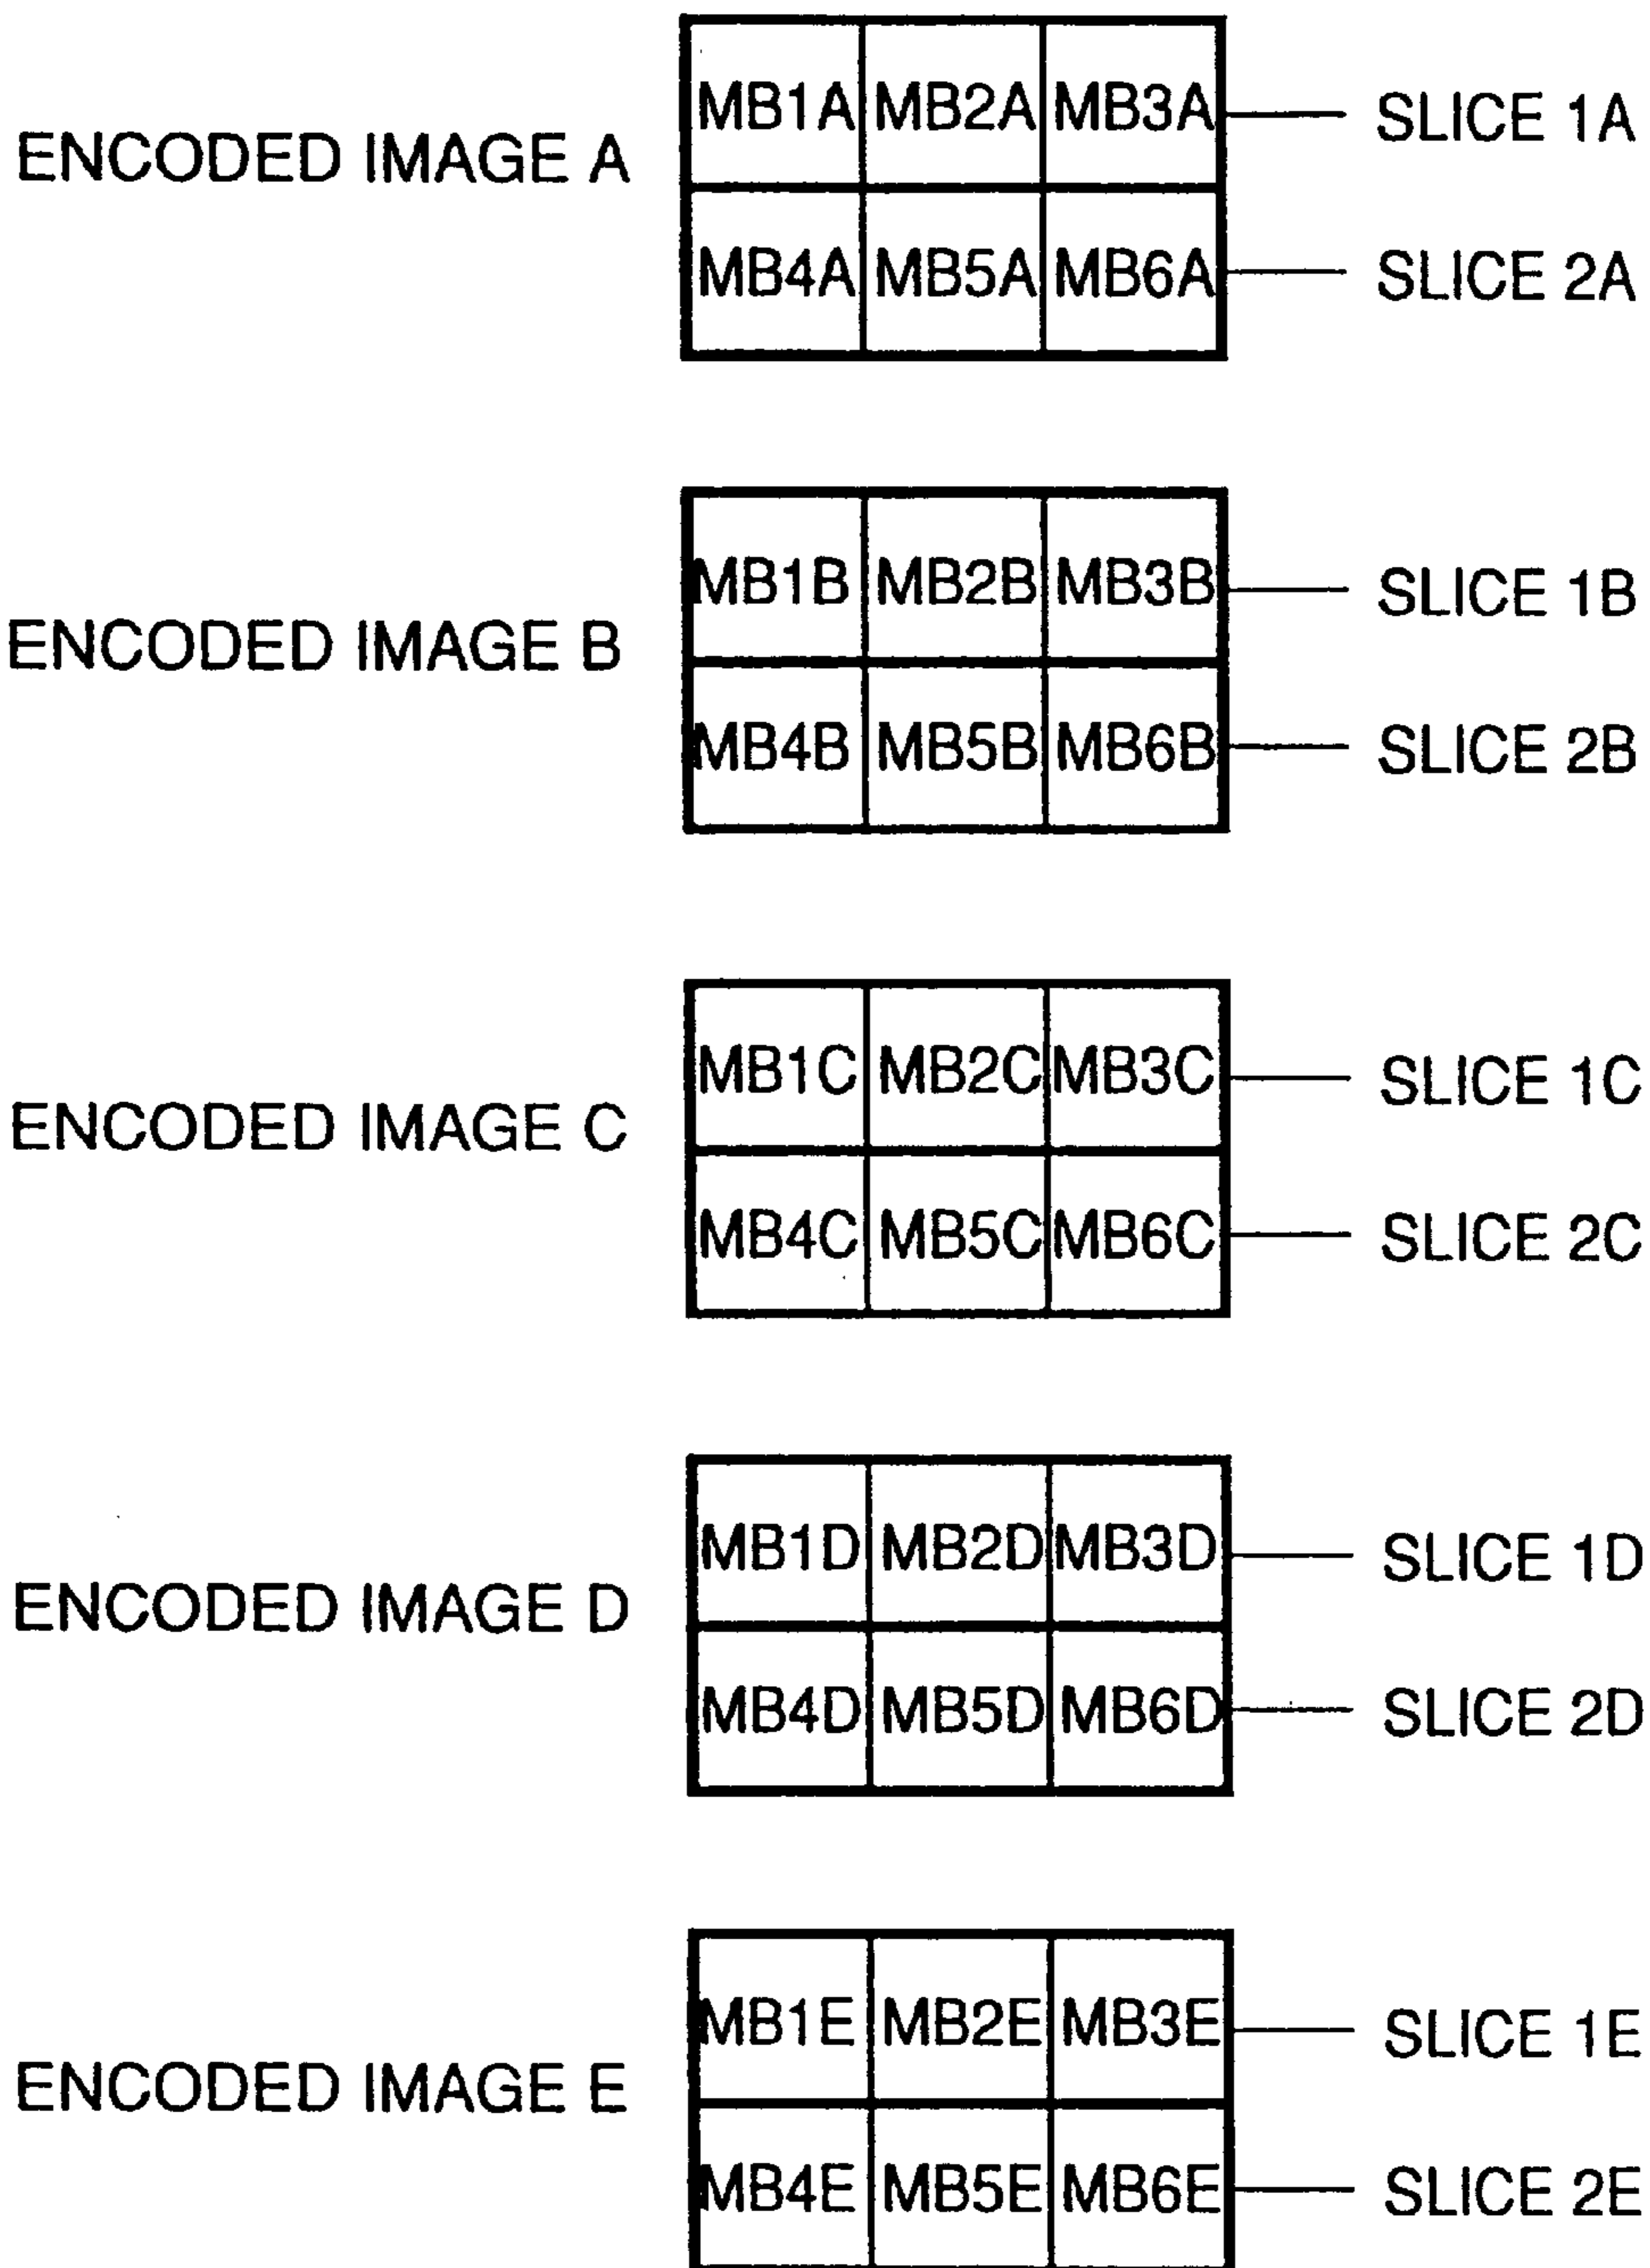 MB1A MB2A MB3A SLICE 1A
ENCODED IMAGE A
MB4A MB5A MB6A SLICE 2A
MB1B MB2B MB3B SLICE 1B
ENCODED IMAGE B
MB4B MB5B MB6B SLICE 2B
MB1C MB2C MB3C SLICE 1C
ENCODED IMAGE C
MB4C MB5C MB6C SLICE 2C
MB1D MB2D MB3D SLICE 1D
ENCODED IMAGE D
MB4D MB5D MB6D SLICE 2D
MB1E MB2E MB3E SLICE 1E
ENCODED IMAGE E
MB4E MB5E MB6E SLICE 2E